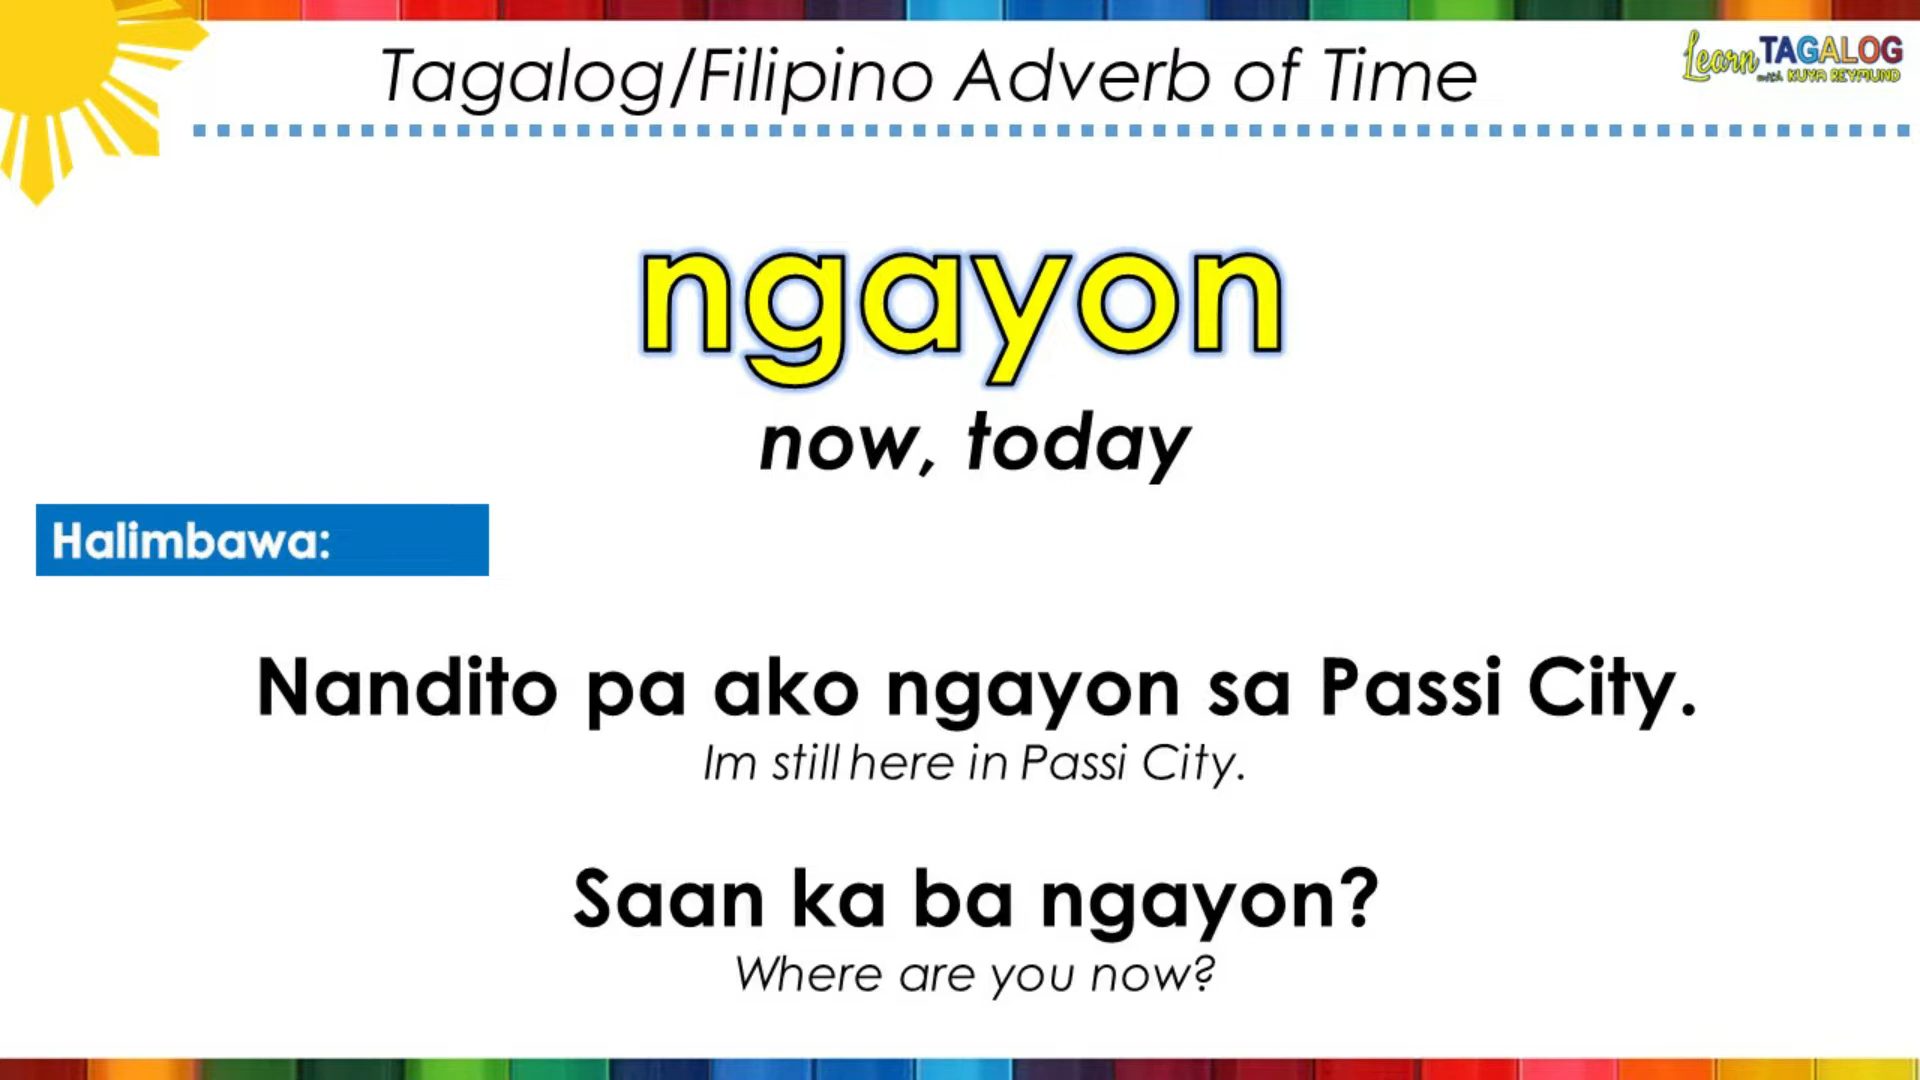 Tagalog/Filipino Adverb of Time
Learn TAGALOG
with KUYA REYMUND
ngayon
now, today
Halimbawa:
Nandito pa ako ngayon sa Passi City.
Im still here in Passi City.
Saan ka ba ngayon?
Where are you now?